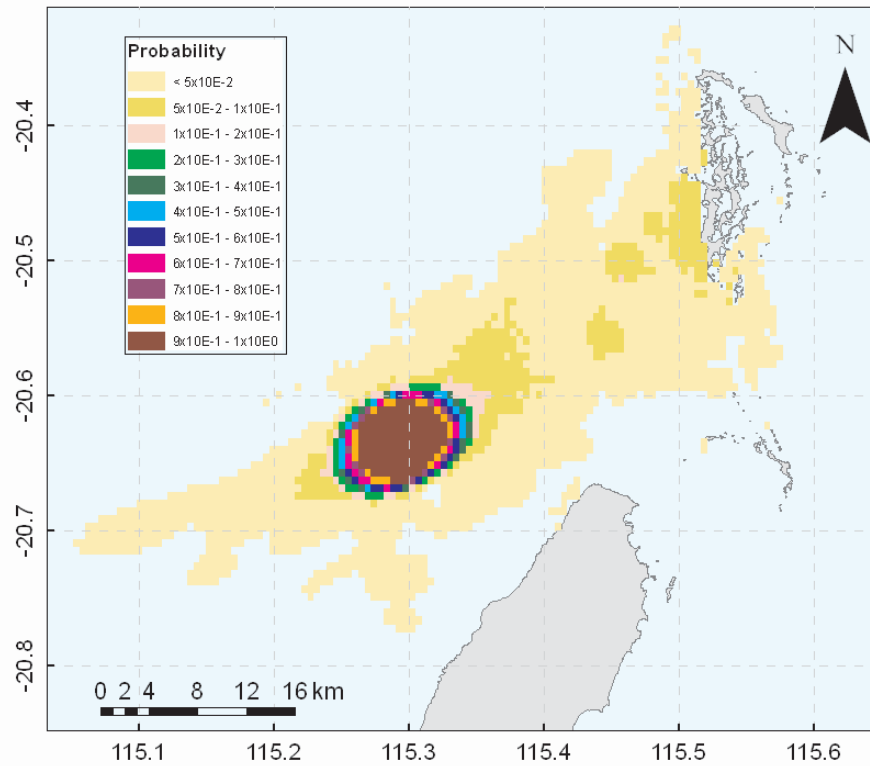 N
Probability
< 5x10E-2
5x10E-2 - 1x10E-1
1x10E-1 - 2x10E-1
2x10E-1 - 3x10E-1
3x10E-1 - 4x10E-1
4x10E-1 - 5x10E-1
5x10E-1 - 6x10E-1
6x10E-1 - 7x10E-1
7x10E-1 - 8x10E-1
8x10E-1 - 9x10E-1
9x10E-1 - 1x10E0
-20.4
-20.5
-20.6
-20.7
-20.8
0 2 4 8 12 16 km
115.1 115.2 115.3 115.4 115.5 115.6